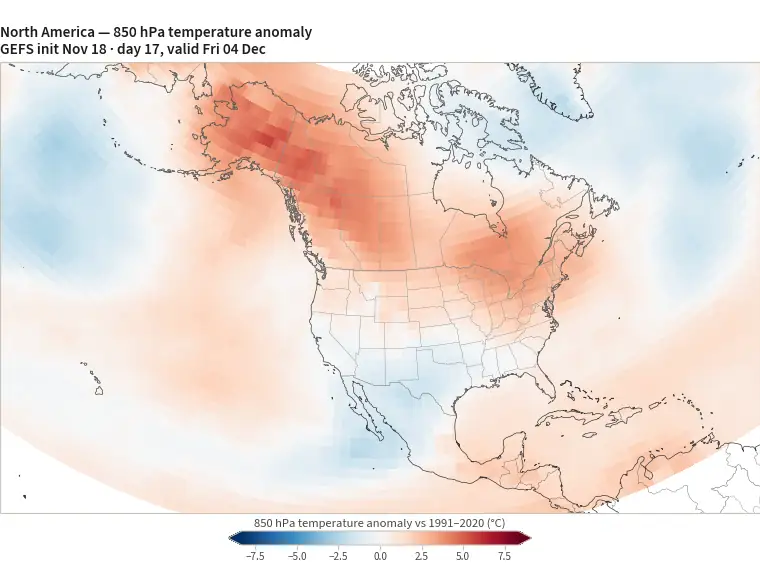 North America — 850 hPa temperature anomaly
GEFS init Nov 18 · day 17, valid Fri 04 Dec
850 hPa temperature anomaly vs 1991–2020 (°C)
−7.5 −5.0 −2.5 0.0 2.5 5.0 7.5